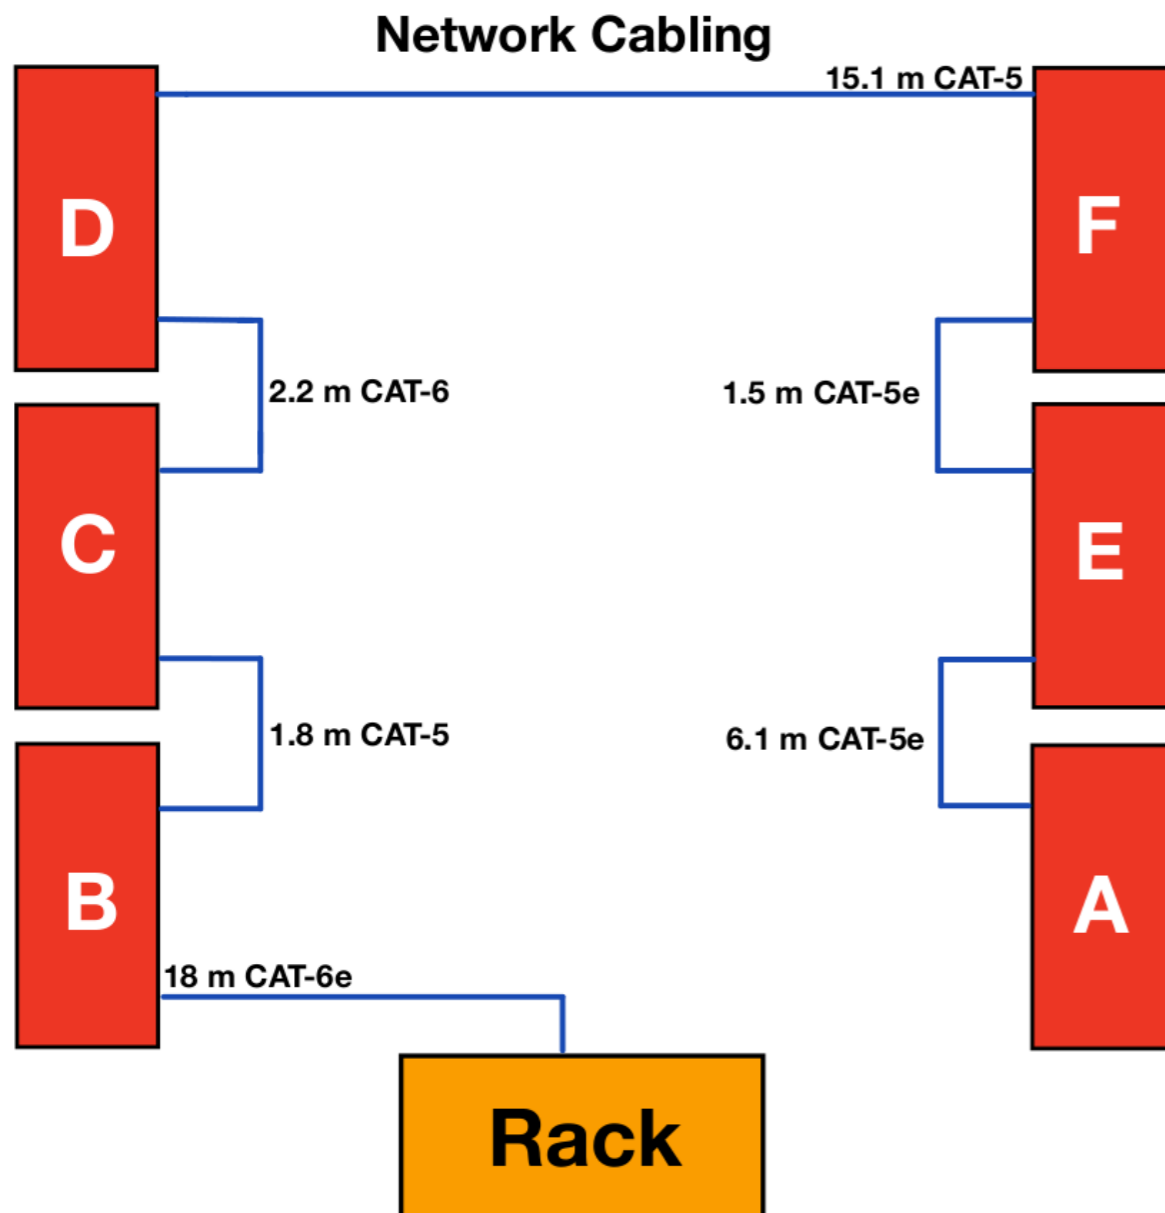 Network Cabling
15.1 m CAT-5
D
F
2.2 m CAT-6
1.5 m CAT-5e
C
E
1.8 m CAT-5
6.1 m CAT-5e
B
A
18 m CAT-6e
Rack